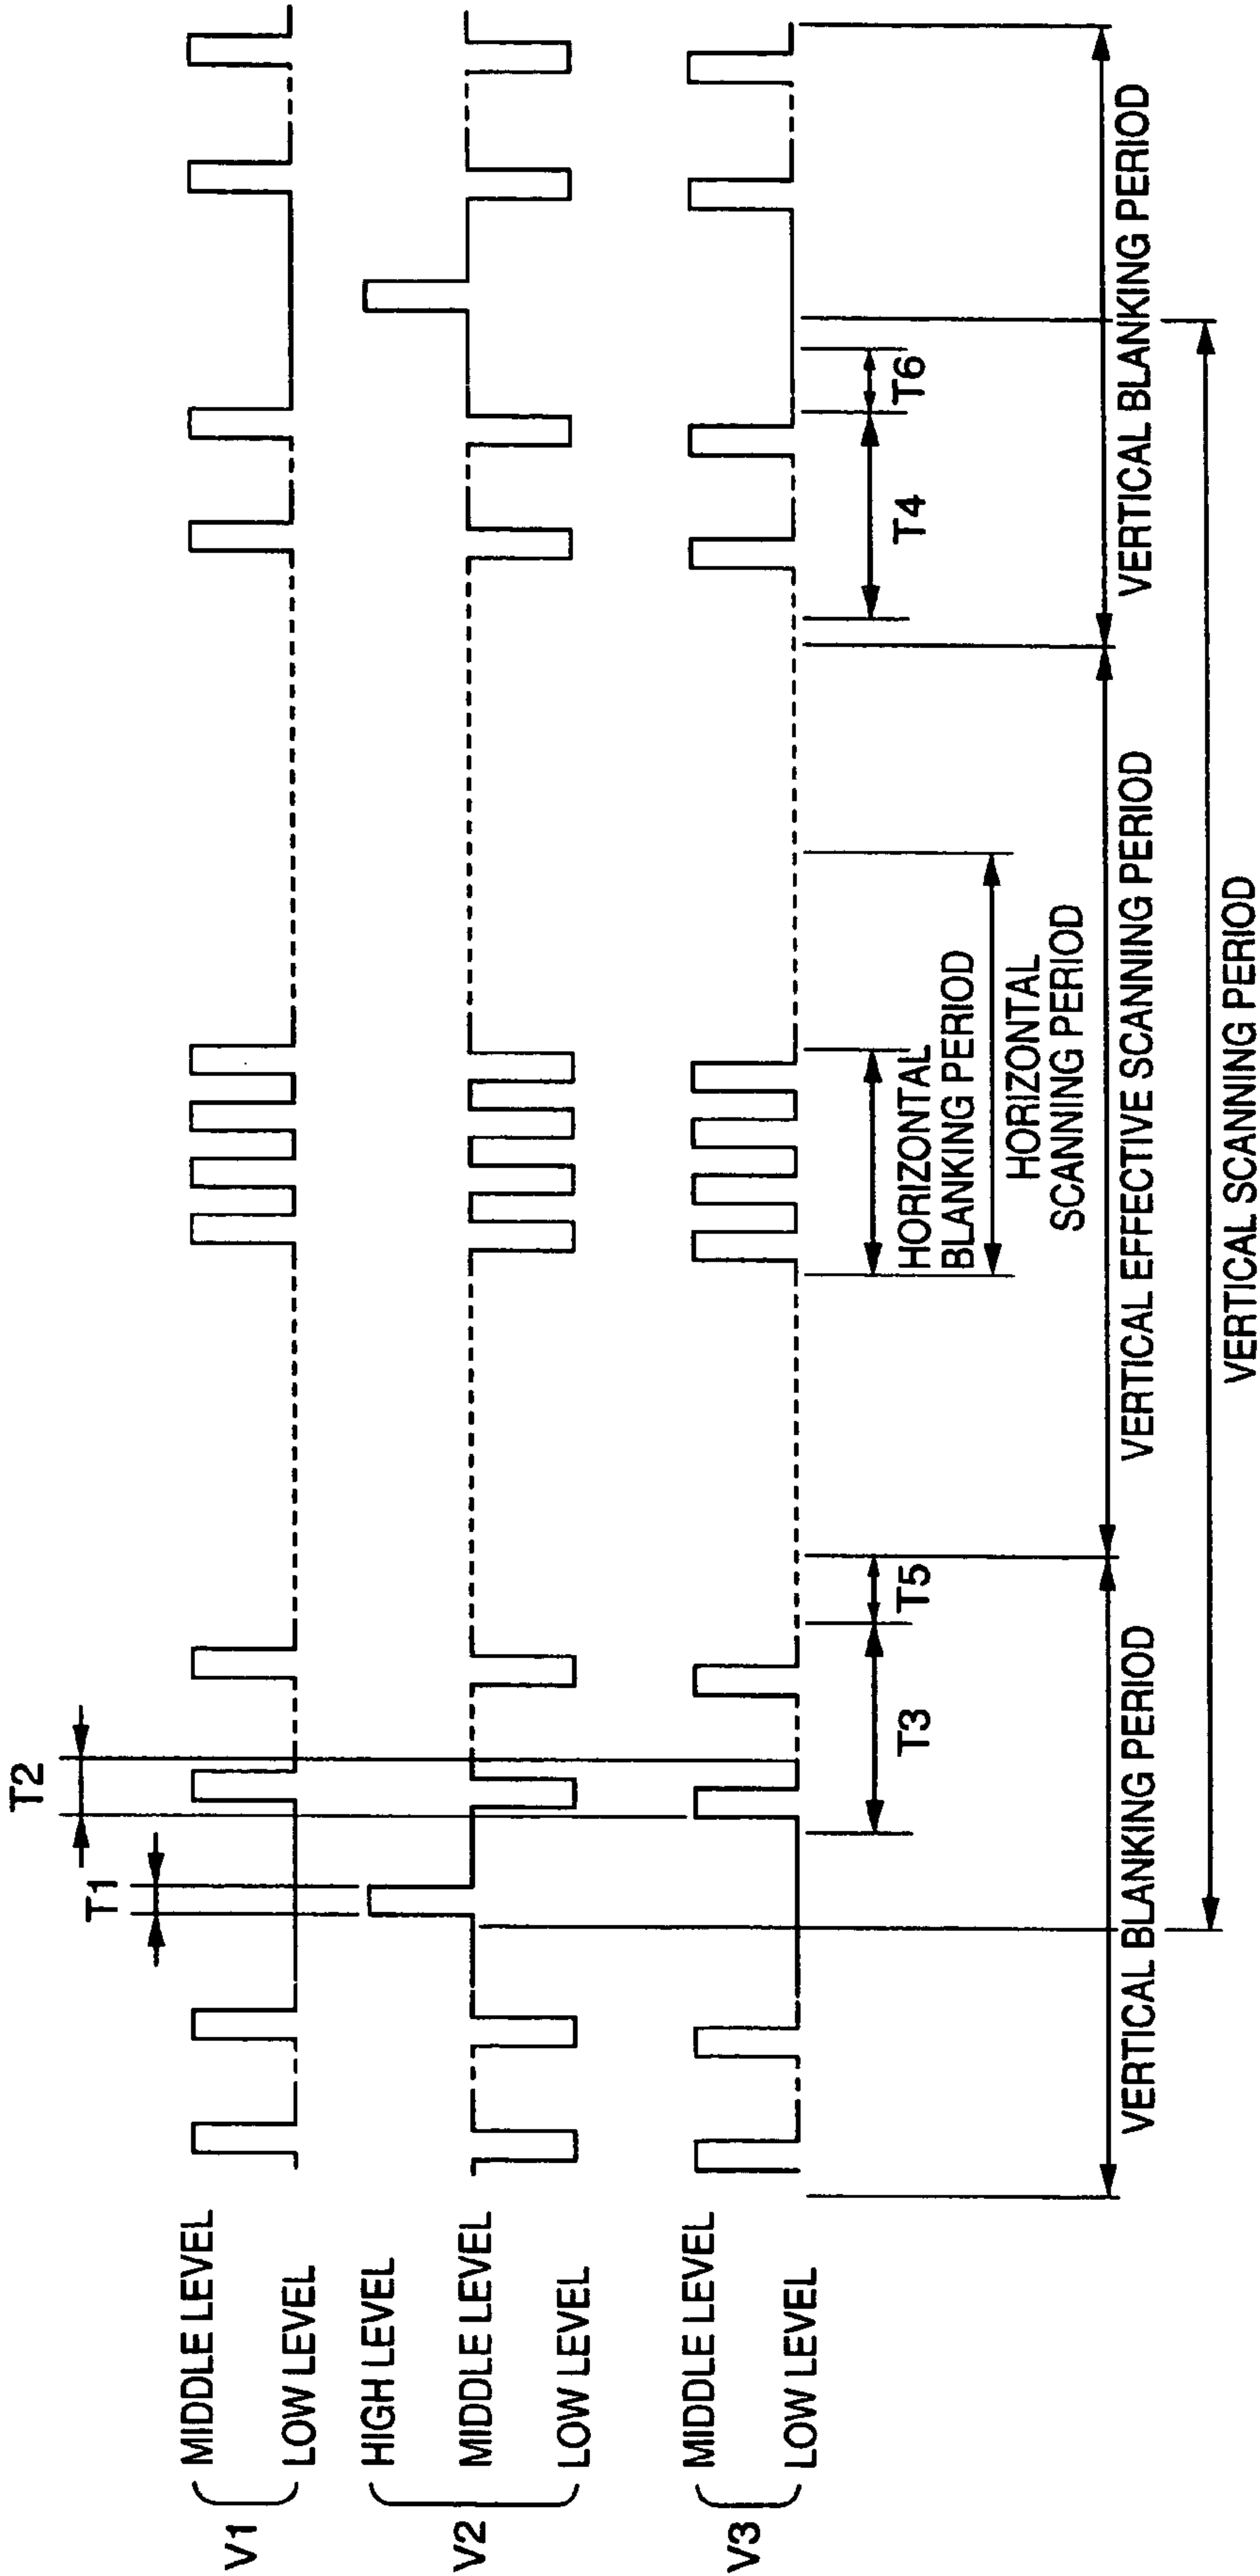 V1
MIDDLE LEVEL
LOW LEVEL
V2
HIGH LEVEL
MIDDLE LEVEL
LOW LEVEL
V3
MIDDLE LEVEL
LOW LEVEL
T1
T2
T3
T5
T4
T6
HORIZONTAL
BLANKING PERIOD
HORIZONTAL
SCANNING PERIOD
VERTICAL BLANKING PERIOD
VERTICAL EFFECTIVE SCANNING PERIOD
VERTICAL BLANKING PERIOD
VERTICAL SCANNING PERIOD